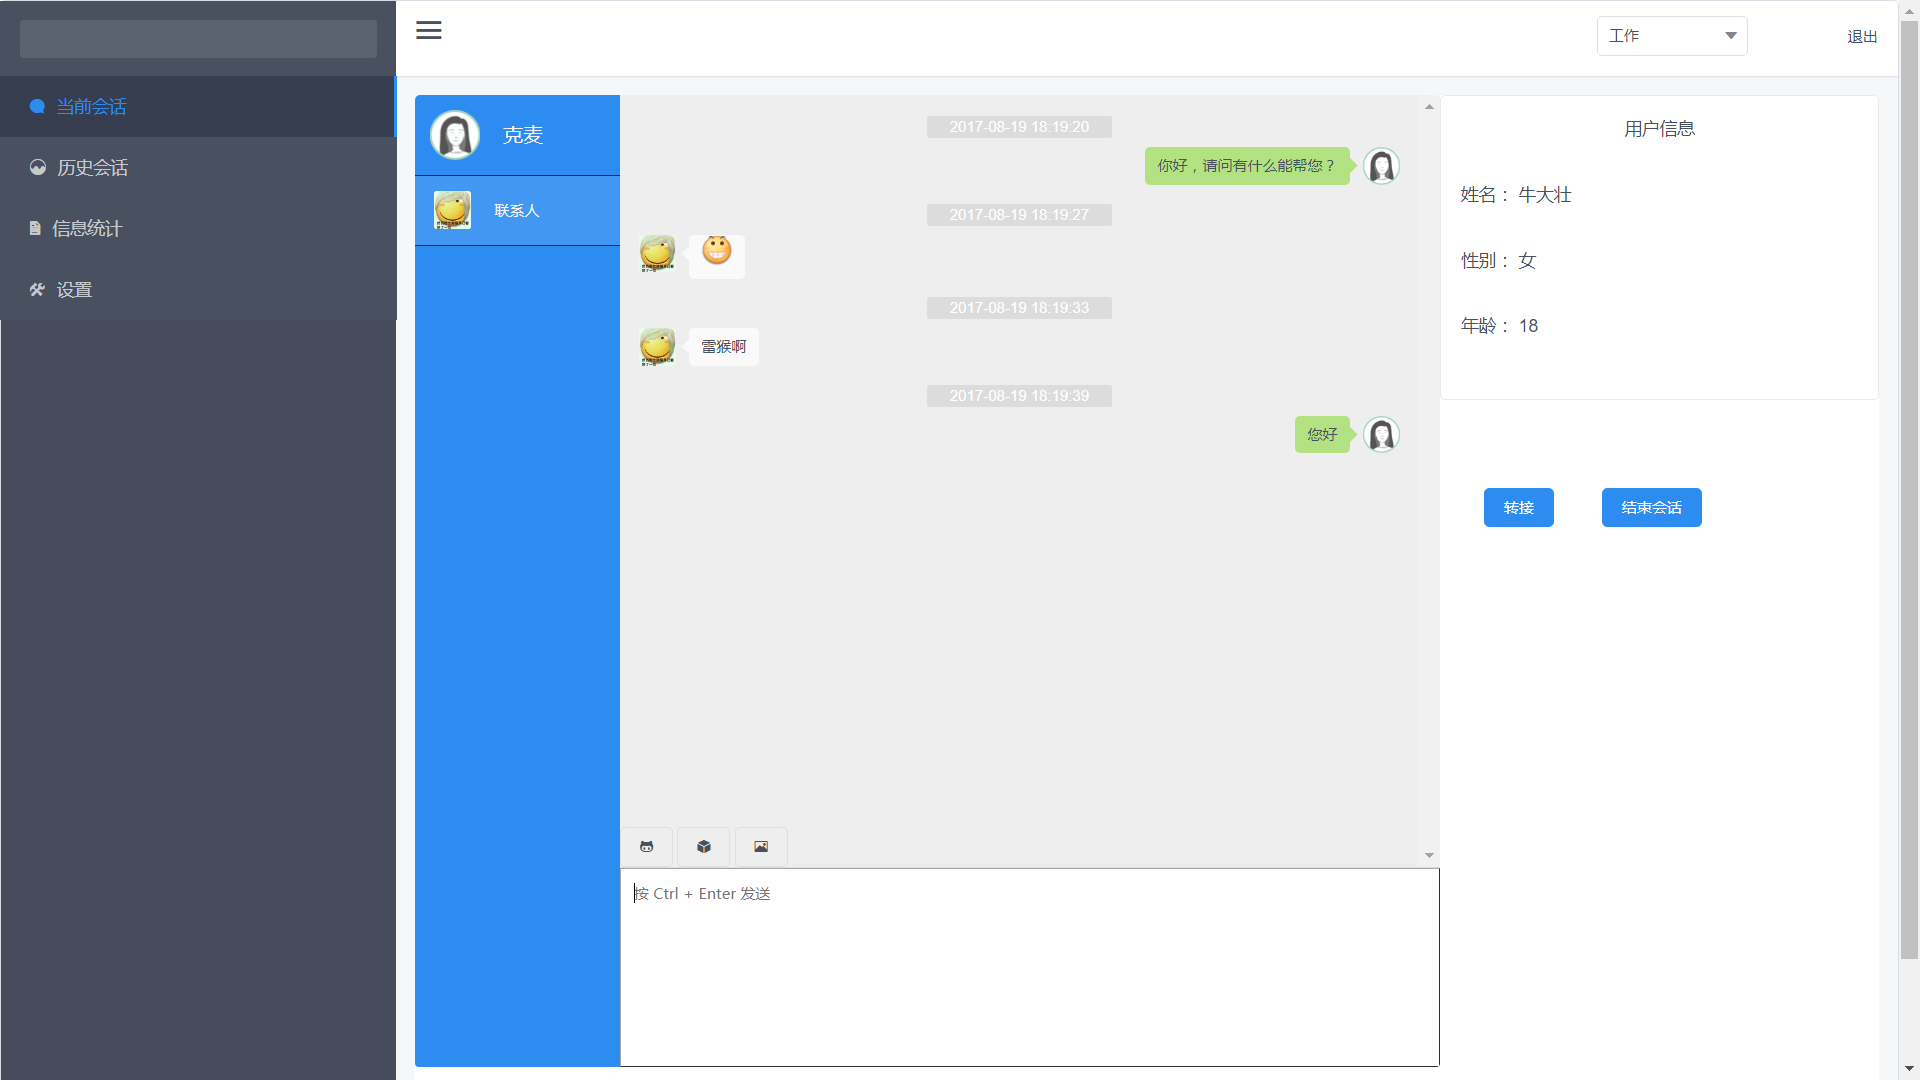 工作
退出
当前会话
历史会话
信息统计
设置
克麦
联系人
2017-08-19 18:19:20
你好，请问有什么能帮您？
2017-08-19 18:19:27
2017-08-19 18:19:33
雷猴啊
2017-08-19 18:19:39
您好
按 Ctrl + Enter 发送
用户信息
姓名： 牛大壮
性别： 女
年龄： 18
转接
结束会话